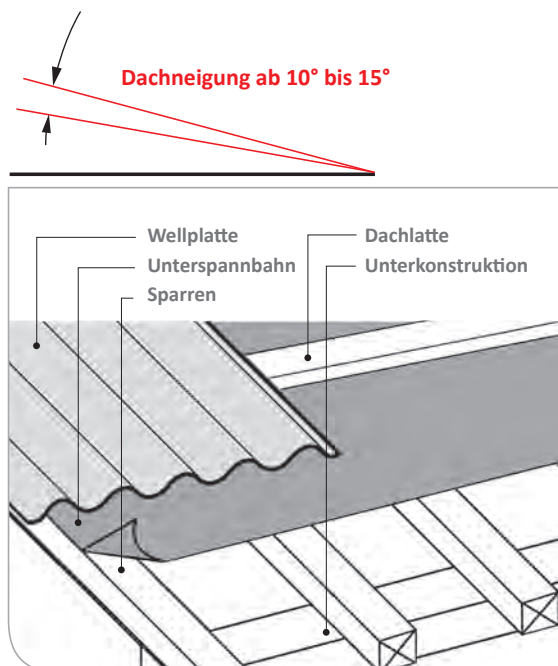 Dachneigung ab 10° bis 15°
Wellplatte
Dachlatte
Unterspannbahn
Unterkonstruktion
Sparren